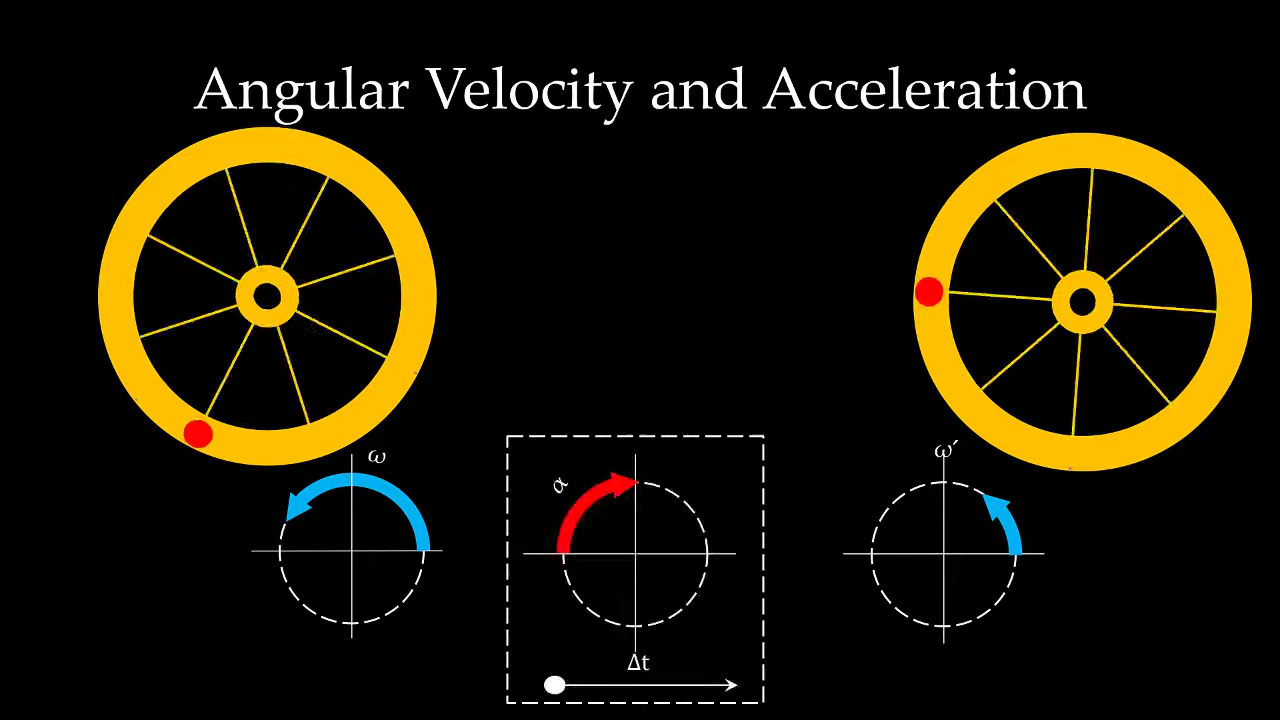 Angular Velocity and Acceleration
ω
α
ω′
Δt